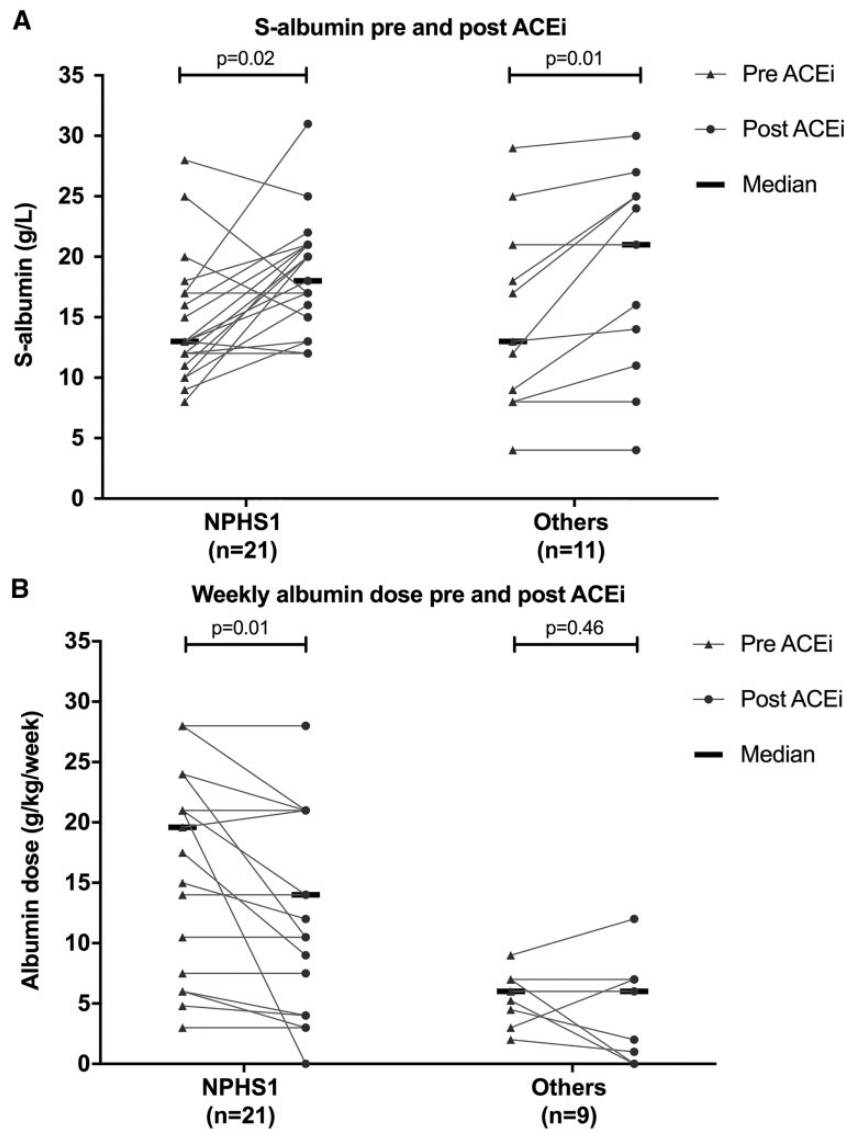 A
S-albumin pre and post ACEi
p=0.02
p=0.01
35
30
25
20
15
10
5
0
S-albumin (g/L)
Pre ACEi
Post ACEi
Median
NPHS1
(n=21)
Others
(n=11)
B
Weekly albumin dose pre and post ACEi
p=0.01
p=0.46
35
30
25
20
15
10
5
0
Albumin dose (g/kg/week)
Pre ACEi
Post ACEi
Median
NPHS1
(n=21)
Others
(n=9)